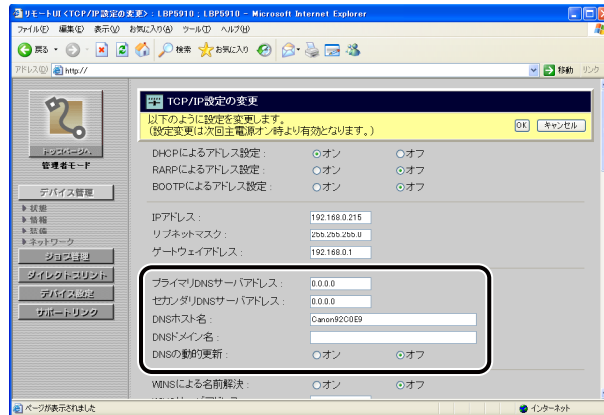 リモートUI <TCP/IP設定の変更> : LBP5910 ; LBP5910 - Microsoft Internet Explorer
ファイル(F) 編集(E) 表示(V) お気に入り(A) ツール(T) ヘルプ(H)
戻る 検索 お気に入り
アドレス(D) http:// 移動 リンク
TCP/IP設定の変更
以下のように設定を変更します。
(設定変更は次回主電源オン時より有効となります。)
OK キャンセル
トップページへ
管理者モード
デバイス管理
状態
情報
装備
ネットワーク
ジョブ管理
ダイレクトプリント
デバイス設定
サポートリンク
DHCPによるアドレス設定 : オン オフ
RARPによるアドレス設定 : オン オフ
BOOTPによるアドレス設定 : オン オフ
IPアドレス : 192.168.0.215
サブネットマスク : 255.255.255.0
ゲートウェイアドレス : 192.168.0.1
プライマリDNSサーバアドレス : 0.0.0.0
セカンダリDNSサーバアドレス : 0.0.0.0
DNSホスト名 : Canon92C0E9
DNSドメイン名 :
DNSの動的更新 : オン オフ
WINSによる名前解決 : オン オフ
ページが表示されました インターネット